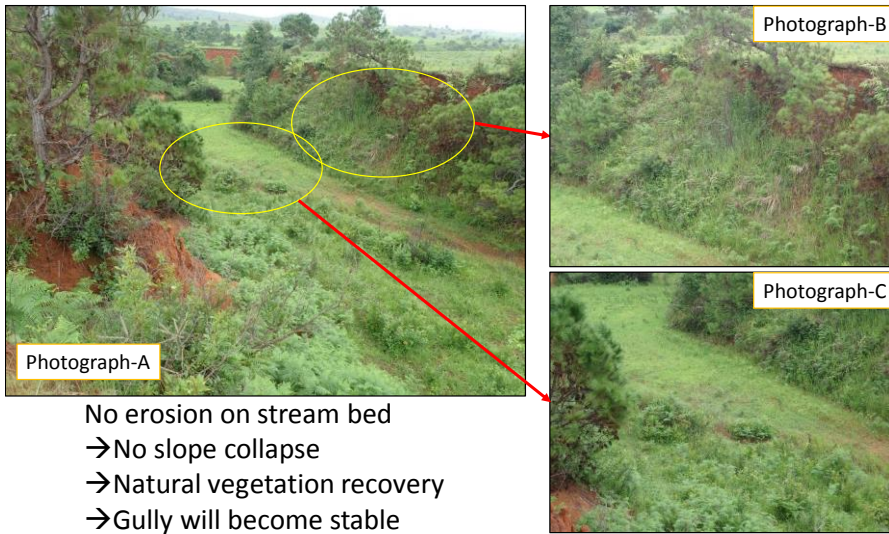 Photograph-B
Photograph-C
Photograph-A
No erosion on stream bed
→No slope collapse
→Natural vegetation recovery
→Gully will become stable